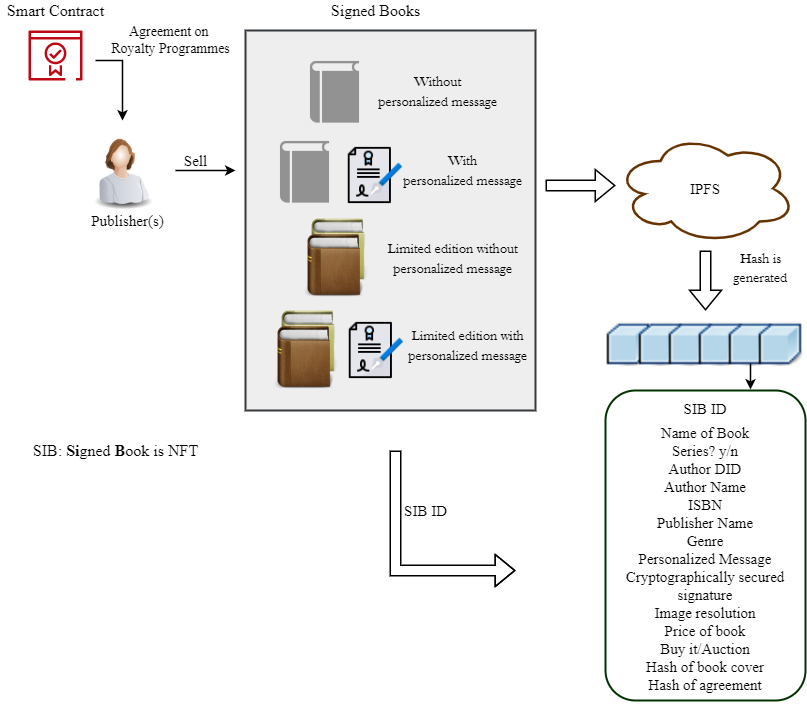 Smart Contract
Agreement on
Royalty Programmes
Publisher(s)
Sell
Signed Books
Without
personalized message
With
personalized message
Limited edition without
personalized message
Limited edition with
personalized message
IPFS
Hash is
generated
SIB ID
Name of Book
Series? y/n
Author DID
Author Name
ISBN
Publisher Name
Genre
Personalized Message
Cryptographically secured
signature
Image resolution
Price of book
Buy it/Auction
Hash of book cover
Hash of agreement
SIB: Signed Book is NFT
SIB ID